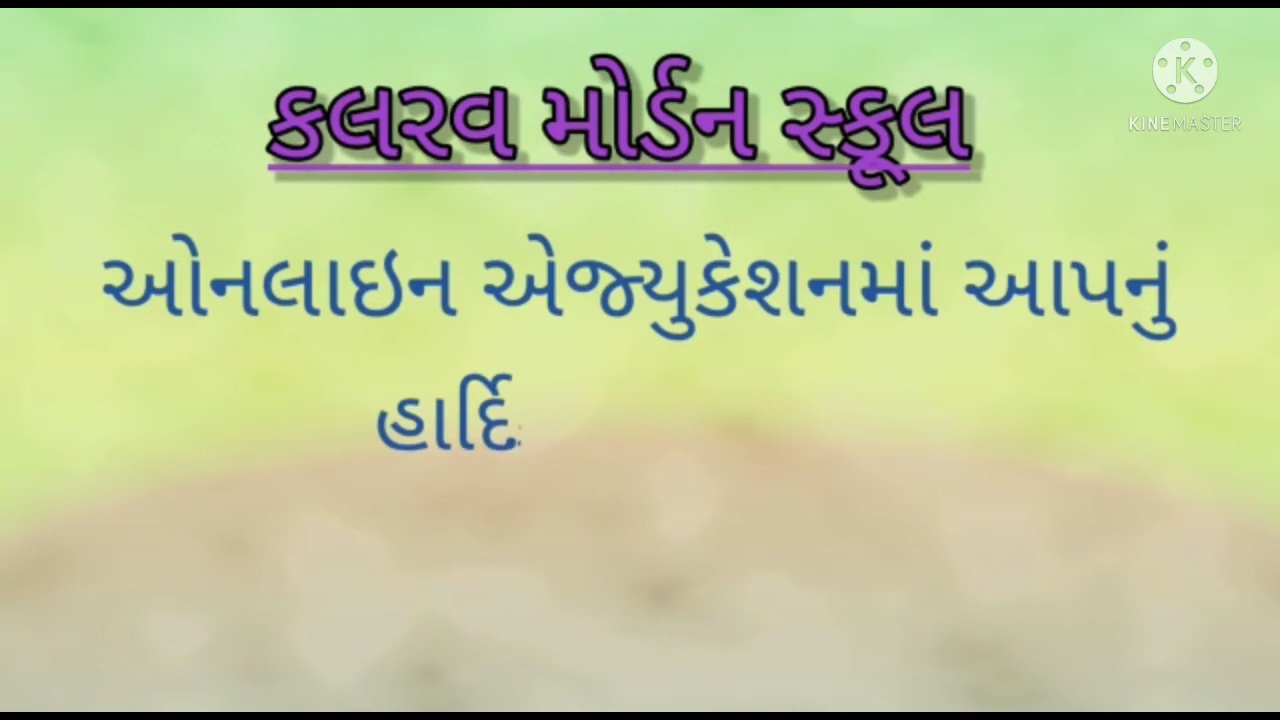 કલરવ મોર્ડન સ્કૂલ
K
KINEMASTER
ઓનલાઇન એજ્યુકેશનમાં આપનું
હાર્દિ